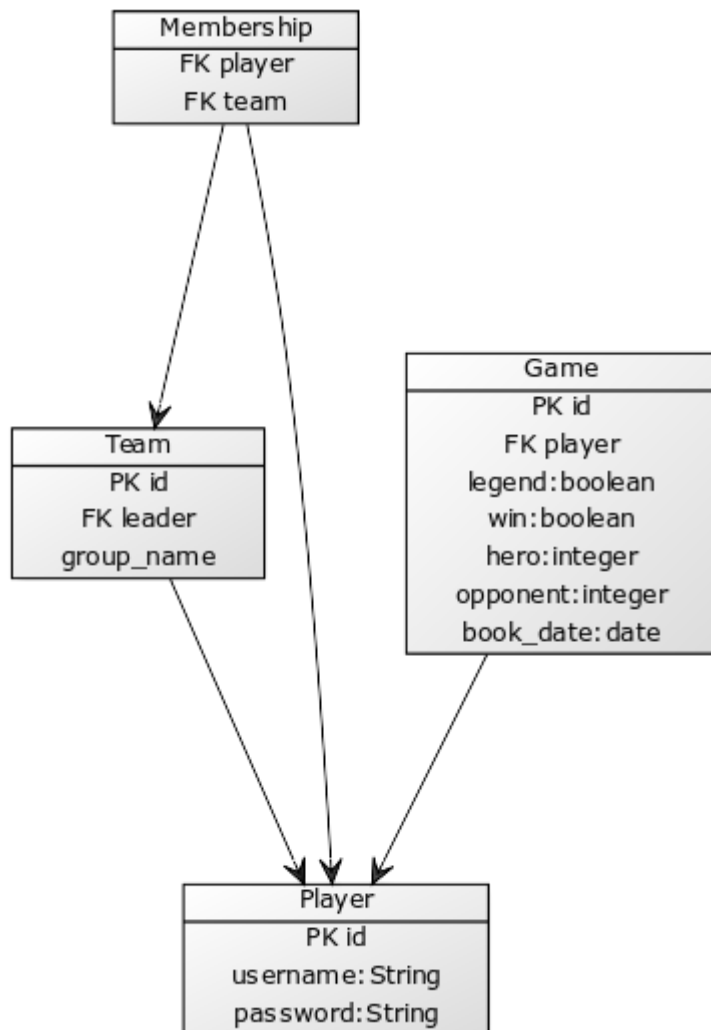 Membership
FK player
FK team
Game
PK id
FK player
legend:boolean
win:boolean
hero:integer
opponent:integer
book_date:date
Team
PK id
FK leader
group_name
Player
PK id
username:String
password:String